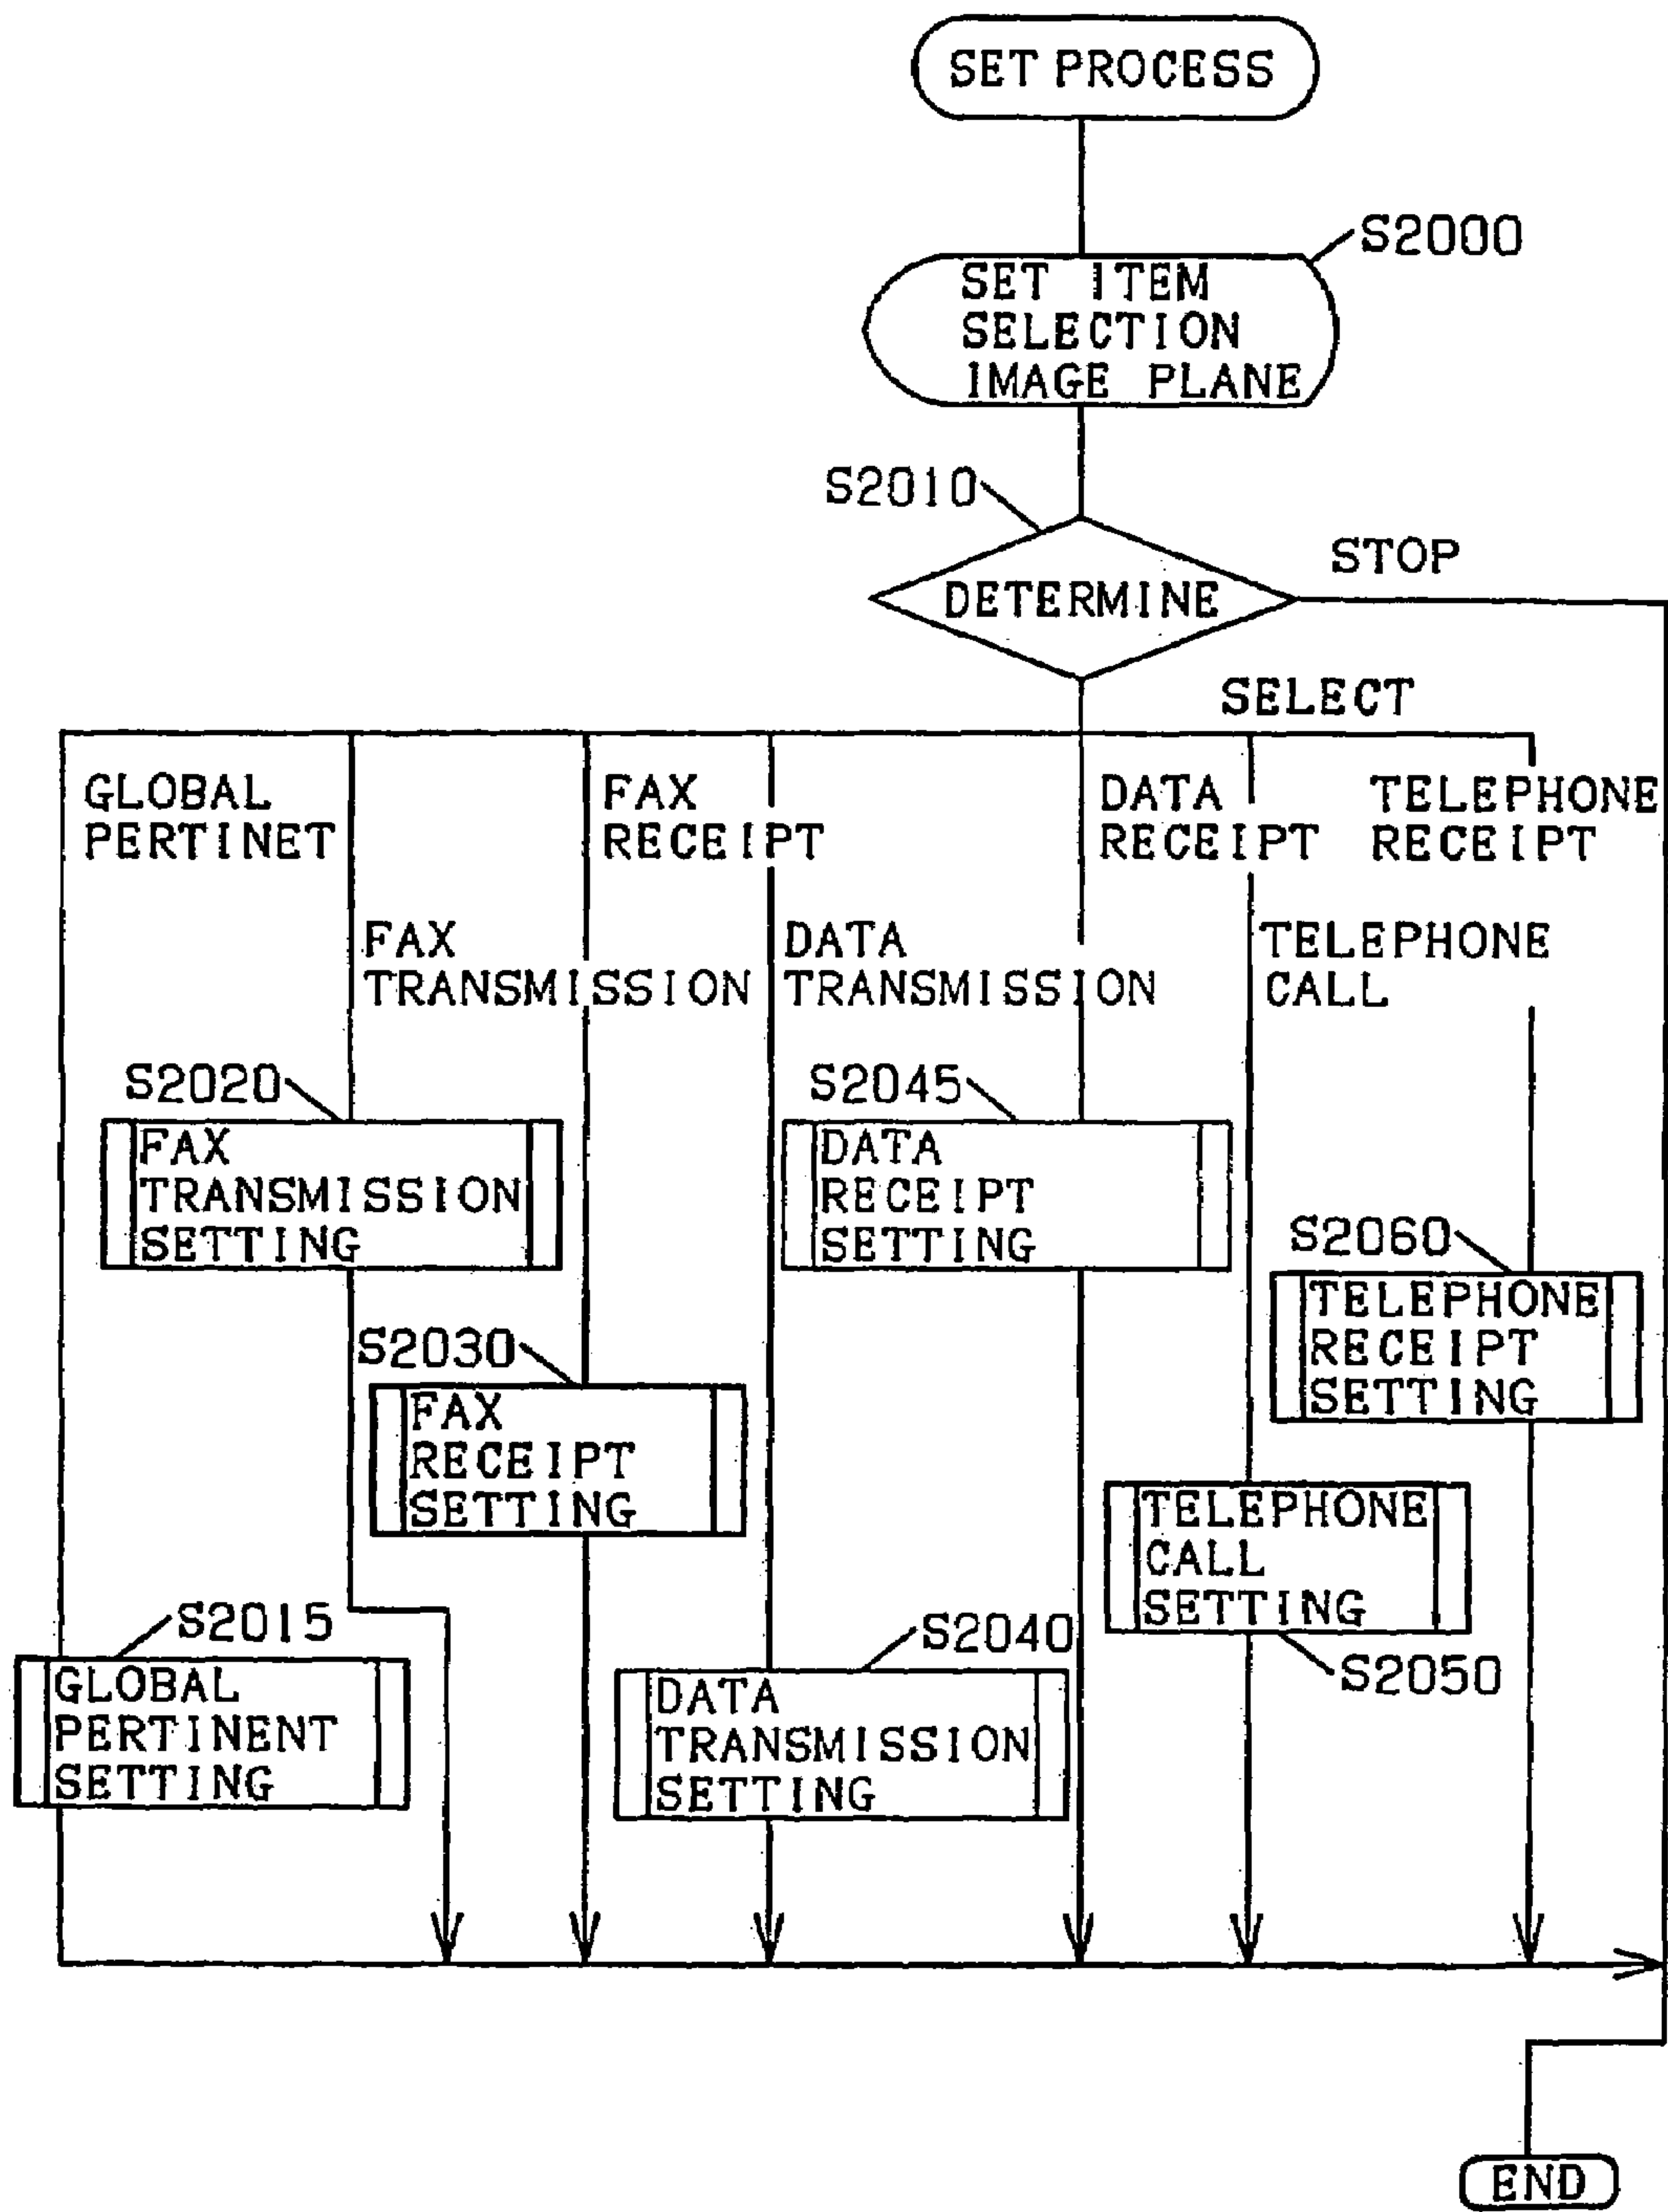 SET PROCESS
S2000
SET ITEM
SELECTION
IMAGE PLANE
S2010
DETERMINE
STOP
SELECT
GLOBAL
PERTINET
FAX
RECEIPT
DATA
RECEIPT
TELEPHONE
RECEIPT
FAX
TRANSMISSION
DATA
TRANSMISSION
TELEPHONE
CALL
S2020
FAX
TRANSMISSION
SETTING
S2045
DATA
RECEIPT
SETTING
S2060
TELEPHONE
RECEIPT
SETTING
S2030
FAX
RECEIPT
SETTING
TELEPHONE
CALL
SETTING
S2050
S2015
GLOBAL
PERTINENT
SETTING
S2040
DATA
TRANSMISSION
SETTING
END